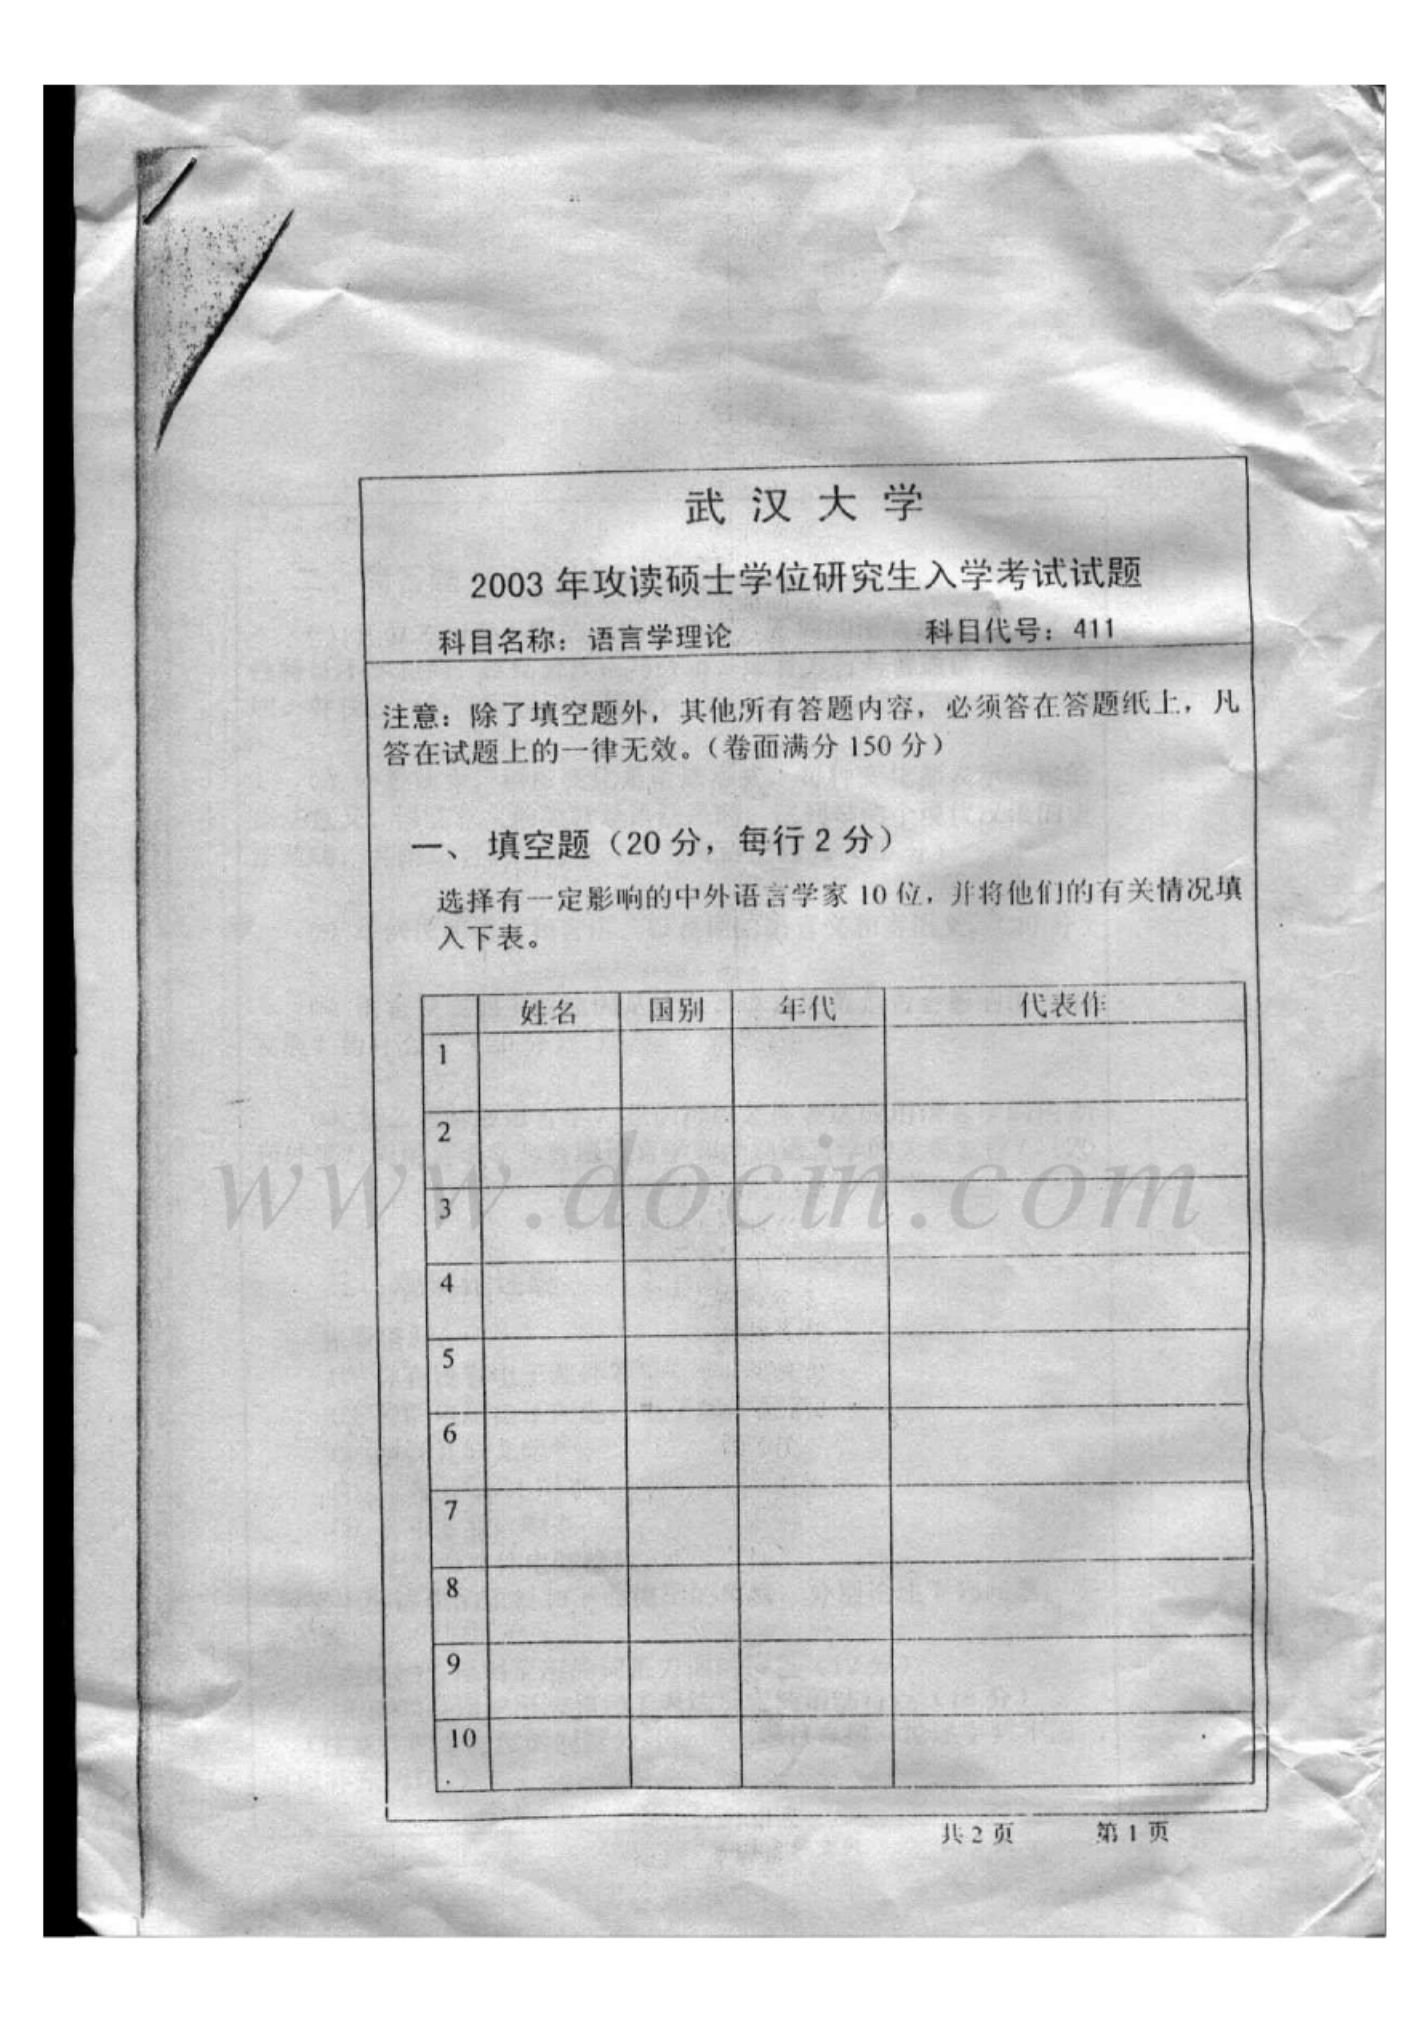 武汉大学
2003年攻读硕士学位研究生入学考试试题
科目名称：语言学理论 科目代号：411
注意：除了填空题外，其他所有答题内容，必须答在答题纸上，凡
答在试题上的一律无效。（卷面满分150分）
一、 填空题（20分，每行2分）
选择有一定影响的中外语言学家10位，并将他们的有关情况填
入下表。
姓名 国别 年代 代表作
1
2
3
4
5
6
7
8
9
10
共2页 第1页
www.docin.com